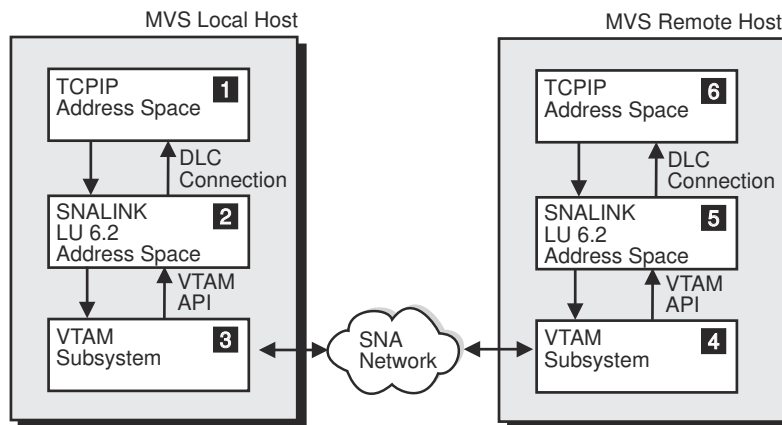 MVS Local Host
TCPIP
Address Space
1
DLC
Connection
SNALINK
LU 6.2
Address Space
2
VTAM
API
VTAM
Subsystem
3
SNA
Network
MVS Remote Host
TCPIP
Address Space
6
DLC
Connection
SNALINK
LU 6.2
Address Space
5
VTAM
API
VTAM
Subsystem
4